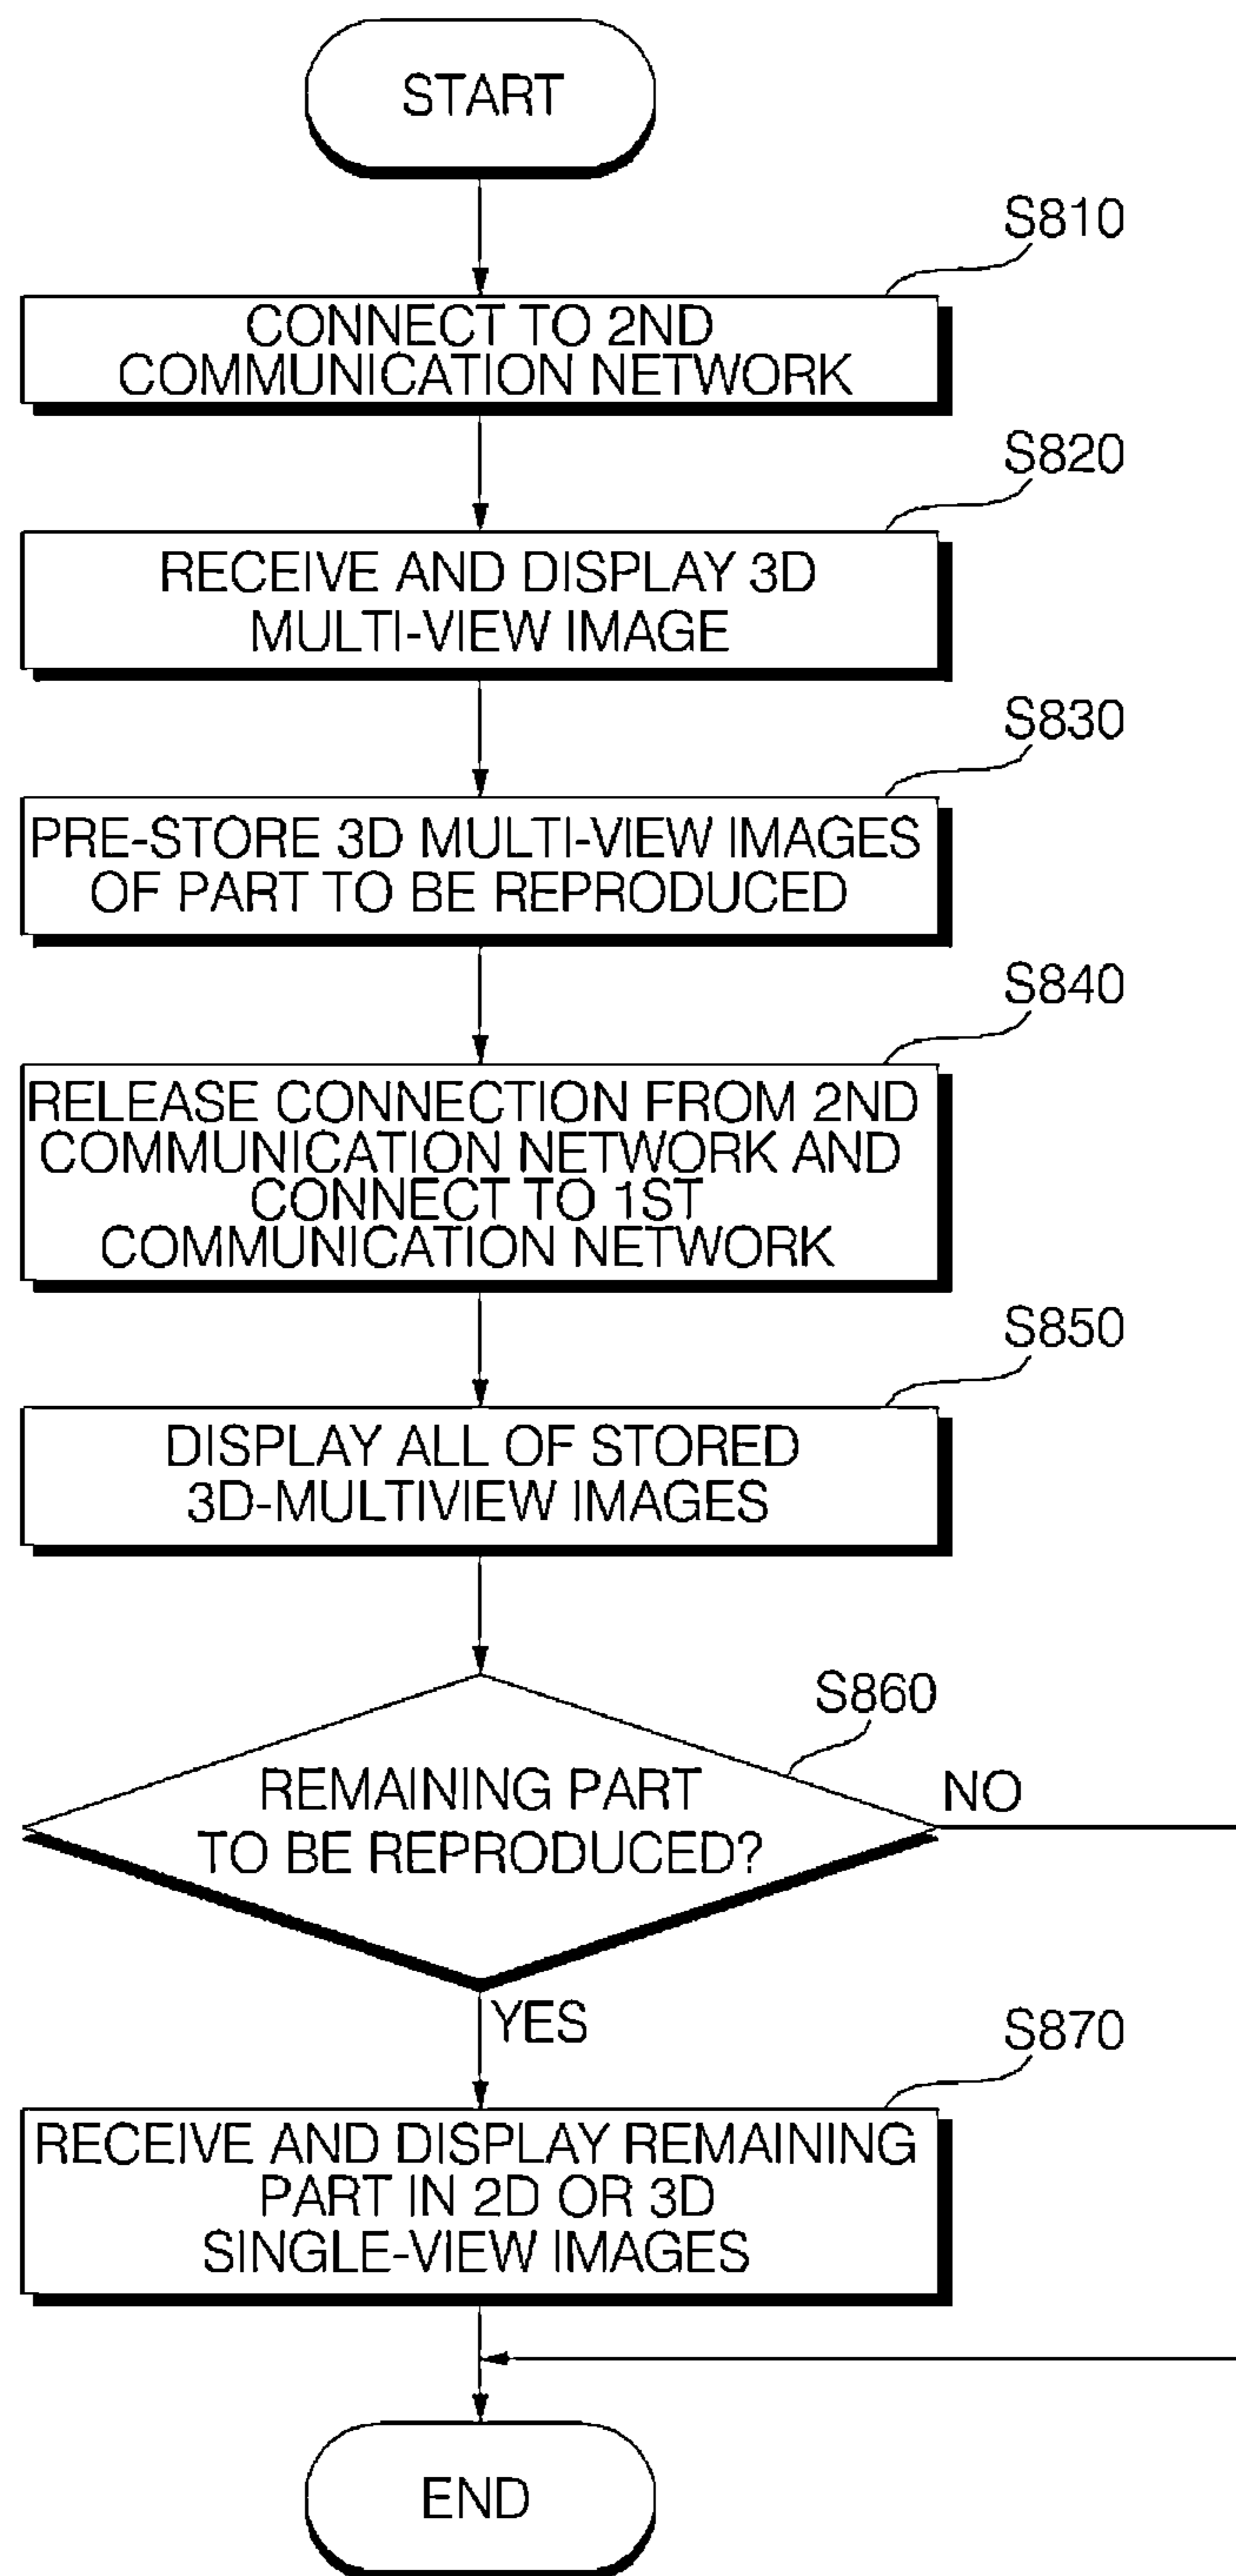 START
S810
CONNECT TO 2ND
COMMUNICATION NETWORK
S820
RECEIVE AND DISPLAY 3D
MULTI-VIEW IMAGE
S830
PRE-STORE 3D MULTI-VIEW IMAGES
OF PART TO BE REPRODUCED
S840
RELEASE CONNECTION FROM 2ND
COMMUNICATION NETWORK AND
CONNECT TO 1ST
COMMUNICATION NETWORK
S850
DISPLAY ALL OF STORED
3D-MULTIVIEW IMAGES
S860
REMAINING PART
TO BE REPRODUCED?
NO
YES
S870
RECEIVE AND DISPLAY REMAINING
PART IN 2D OR 3D
SINGLE-VIEW IMAGES
END